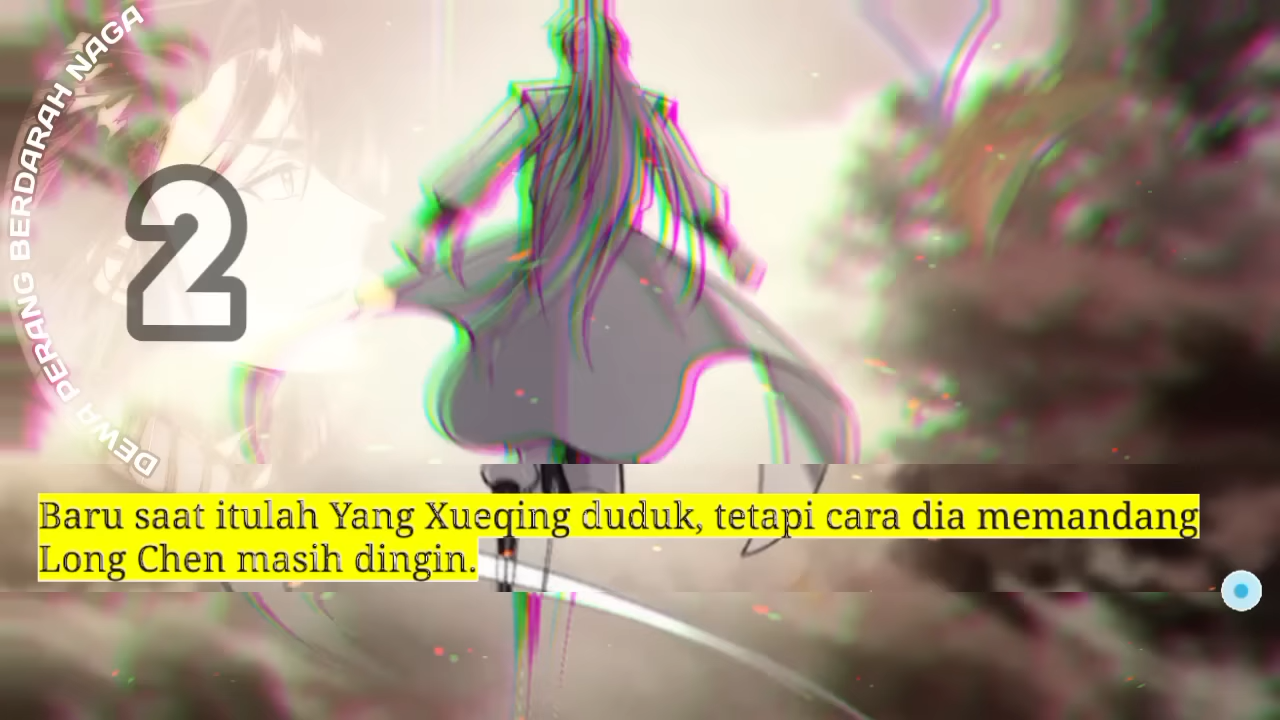 DEWA PERANG BERDARAH NAGA
2
Baru saat itulah Yang Xueqing duduk, tetapi cara dia memandang
Long Chen masih dingin.